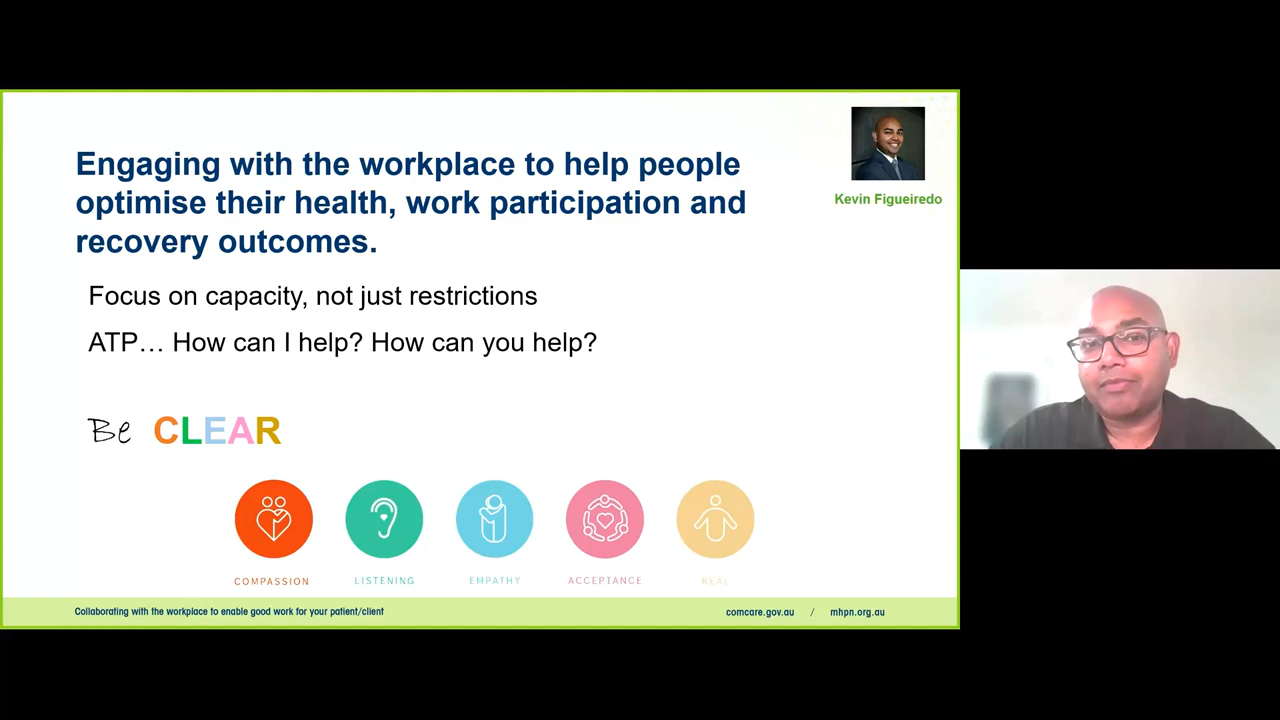 Kevin Figueiredo
Engaging with the workplace to help people
optimise their health, work participation and
recovery outcomes.
Focus on capacity, not just restrictions
ATP… How can I help? How can you help?
Be CLEAR
COMPASSION LISTENING EMPATHY ACCEPTANCE REAL
Collaborating with the workplace to enable good work for your patient/client comcare.gov.au / mhpn.org.au